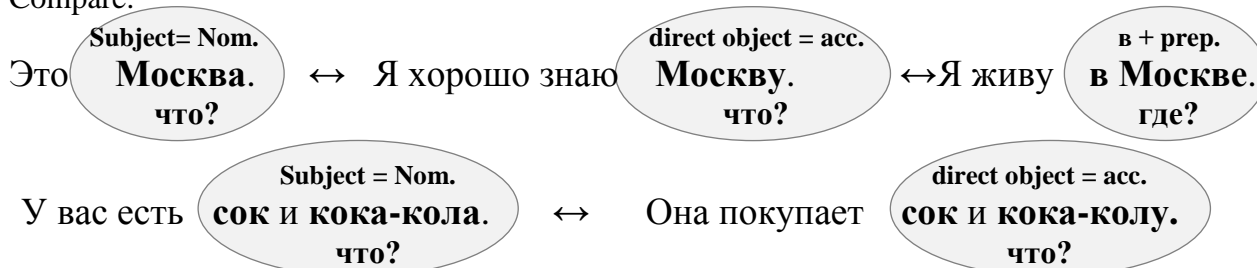 Compare:
Subject= Nom. direct object = acc. в + prep.
Это Москва. ↔ Я хорошо знаю Москву. ↔Я живу в Москве.
что? что? где?
Subject = Nom. direct object = acc.
У вас есть сок и кока-кола. ↔ Она покупает сок и кока-колу.
что? что?